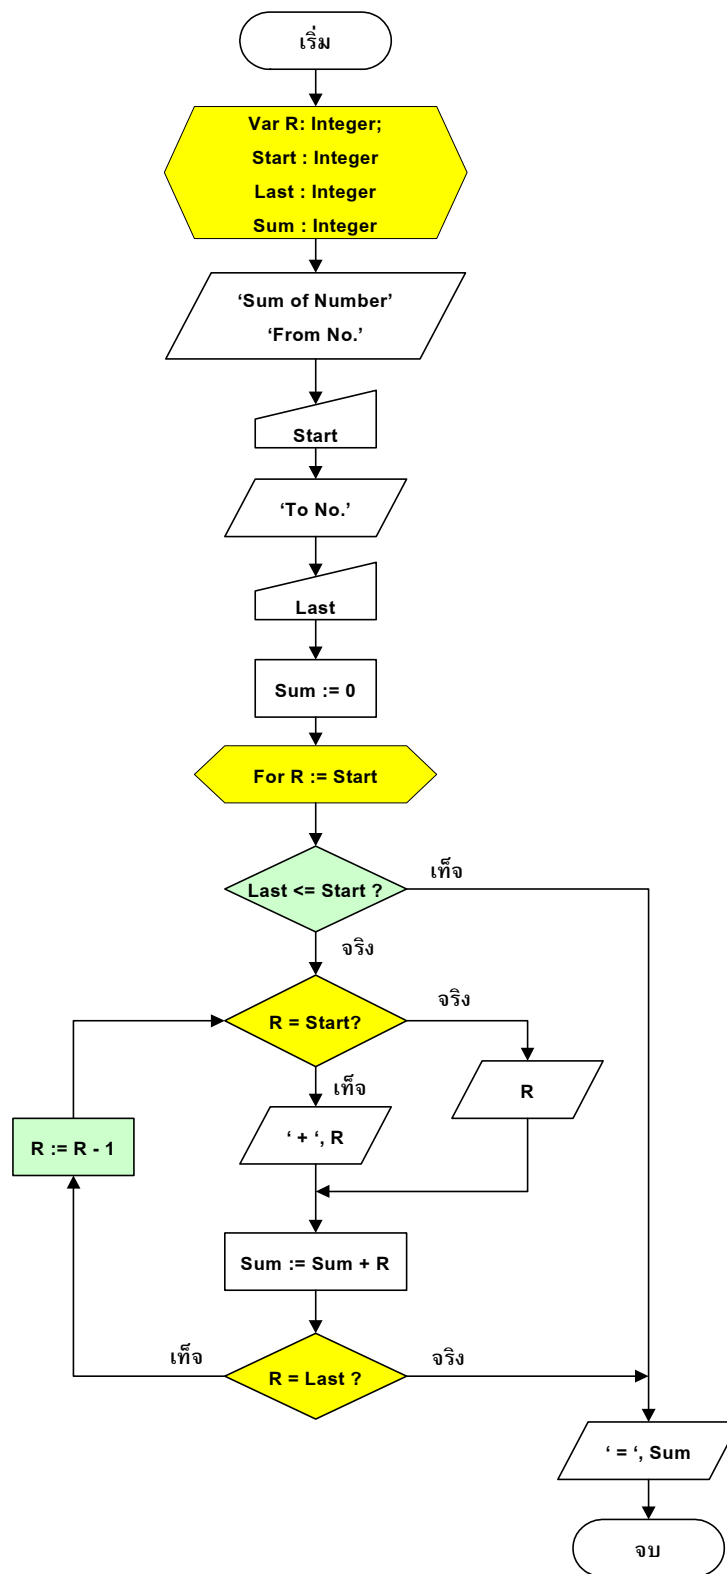 เริ่ม
Var R: Integer;
Start : Integer
Last : Integer
Sum : Integer
‘Sum of Number’
‘From No.’
Start
‘To No.’
Last
Sum := 0
For R := Start
Last <= Start ?
เท็จ
จริง
R = Start?
จริง
เท็จ
R
‘ + ‘, R
R := R - 1
Sum := Sum + R
R = Last ?
เท็จ
จริง
‘ = ‘, Sum
จบ